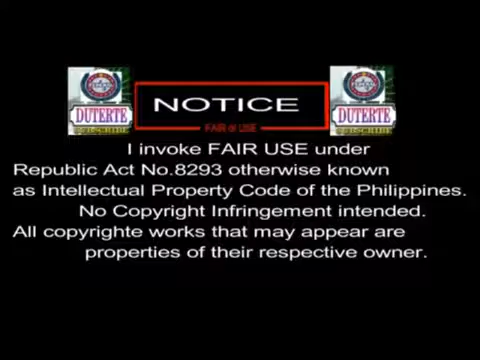 NOTICE
DUTERTE
SUBSCRIBE
DUTERTE
SUBSCRIBE
FAIR of USE
I invoke FAIR USE under
Republic Act No.8293 otherwise known
as Intellectual Property Code of the Philippines.
No Copyright Infringement intended.
All copyrighte works that may appear are
properties of their respective owner.